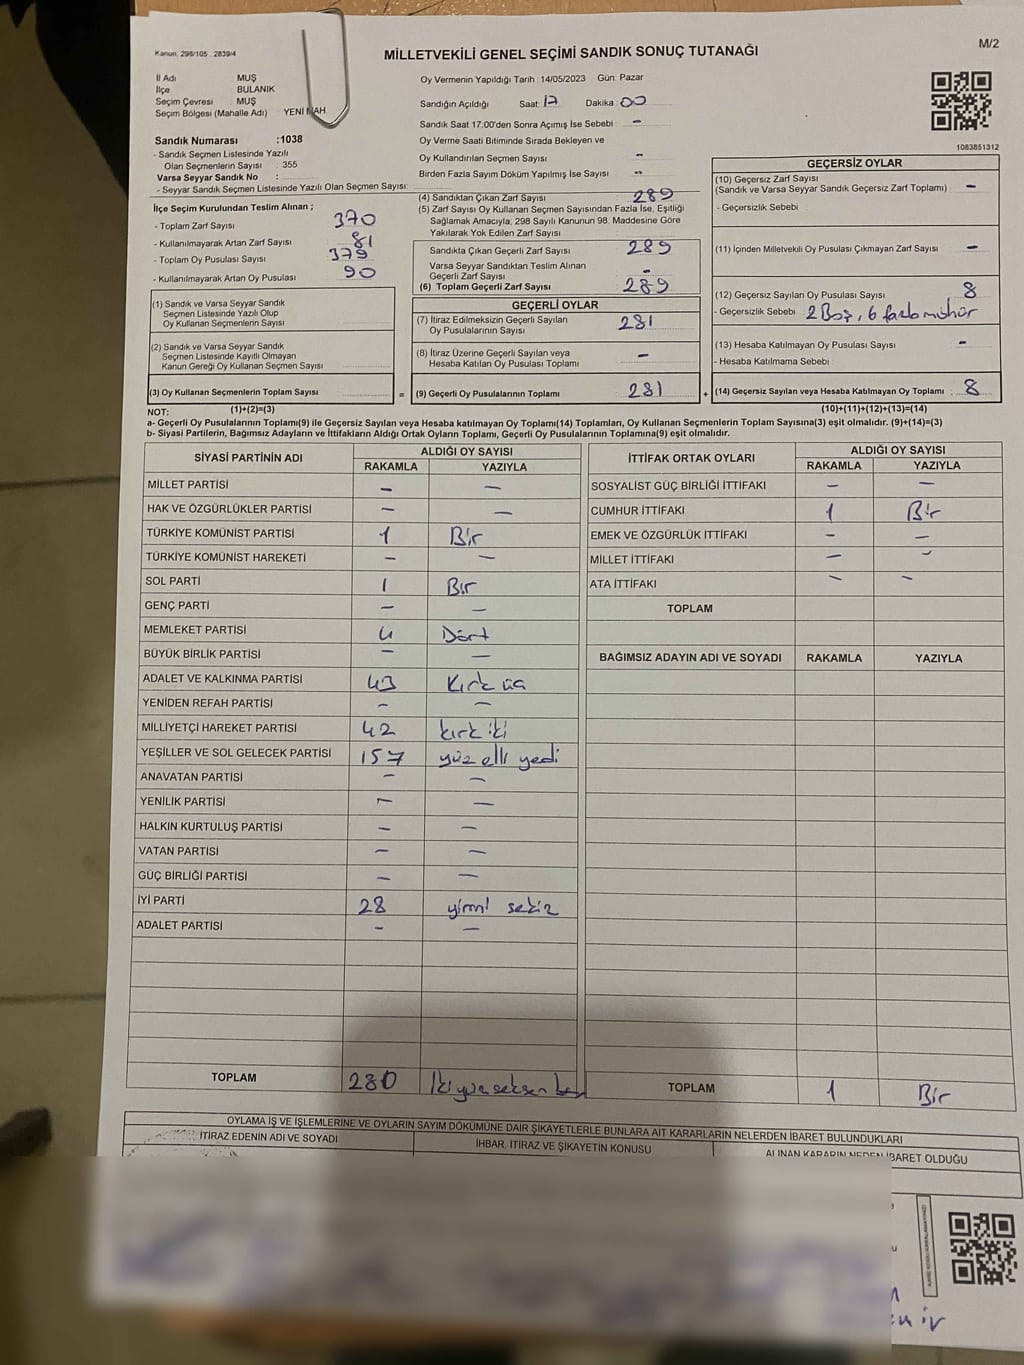 Kanun: 298/105 2839/4
MİLLETVEKİLİ GENEL SEÇİMİ SANDIK SONUÇ TUTANAĞI
M/2
İl Adı MUŞ
İlçe BULANIK
Seçim Çevresi MUŞ
Seçim Bölgesi (Mahalle Adı) YENİ MAH.
Sandık Numarası :1038
- Sandık Seçmen Listesinde Yazılı
Olan Seçmenlerin Sayısı : 355
Varsa Seyyar Sandık No :
- Seyyar Sandık Seçmen Listesinde Yazılı Olan Seçmen Sayısı:
İlçe Seçim Kurulundan Teslim Alınan ;
- Toplam Zarf Sayısı 370
- Kullanılmayarak Artan Zarf Sayısı 81
- Toplam Oy Pusulası Sayısı 379
- Kullanılmayarak Artan Oy Pusulası 90
(1) Sandık ve Varsa Seyyar Sandık
Seçmen Listesinde Yazılı Olup
Oy Kullanan Seçmenlerin Sayısı
(2) Sandık ve Varsa Seyyar Sandık
Seçmen Listesinde Kayıtlı Olmayan
Kanun Gereği Oy Kullanan Seçmen Sayısı
(3) Oy Kullanan Seçmenlerin Toplam Sayısı =
Oy Vermenin Yapıldığı Tarih :14/05/2023 Gün: Pazar
Sandığın Açıldığı Saat: 17 Dakika 00
Sandık Saat 17.00'den Sonra Açımış İse Sebebi : -
Oy Verme Saati Bitiminde Sırada Bekleyen ve
Oy Kullandırılan Seçmen Sayısı -
Birden Fazla Sayım Döküm Yapılmış İse Sayısı -
(4) Sandıktan Çıkan Zarf Sayısı 289
(5) Zarf Sayısı Oy Kullanan Seçmen Sayısından Fazla İse, Eşitliği
Sağlamak Amacıyla, 298 Sayılı Kanunun 98. Maddesine Göre
Yakılarak Yok Edilen Zarf Sayısı
Sandıkta Çıkan Geçerli Zarf Sayısı 289
Varsa Seyyar Sandıktan Teslim Alınan
Geçerli Zarf Sayısı -
(6) Toplam Geçerli Zarf Sayısı 289
GEÇERLİ OYLAR
(7) İtiraz Edilmeksizin Geçerli Sayılan
Oy Pusulalarının Sayısı 281
(8) İtiraz Üzerine Geçerli Sayılan veya
Hesaba Katılan Oy Pusulası Toplamı -
(9) Geçerli Oy Pusulalarının Toplamı 281 +
1083851312
GEÇERSİZ OYLAR
(10) Geçersiz Zarf Sayısı
(Sandık ve Varsa Seyyar Sandık Geçersiz Zarf Toplamı) -
- Geçersizlik Sebebi
(11) İçinden Milletvekili Oy Pusulası Çıkmayan Zarf Sayısı -
(12) Geçersiz Sayılan Oy Pusulası Sayısı 8
- Geçersizlik Sebebi 2 Boş, 6 fazla mühür
(13) Hesaba Katılmayan Oy Pusulası Sayısı -
- Hesaba Katılmama Sebebi
(14) Geçersiz Sayılan veya Hesaba Katılmayan Oy Toplamı 8
NOT: (1)+(2)=(3) (10)+(11)+(12)+(13)=(14)
a- Geçerli Oy Pusulalarının Toplamı(9) ile Geçersiz Sayılan veya Hesaba katılmayan Oy Toplamı(14) Toplamları, Oy Kullanan Seçmenlerin Toplam Sayısına(3) eşit olmalıdır. (9)+(14)=(3)
b- Siyasi Partilerin, Bağımsız Adayların ve İttifakların Aldığı Ortak Oyların Toplamı, Geçerli Oy Pusulalarının Toplamına(9) eşit olmalıdır.
SİYASİ PARTİNİN ADI ALDIĞI OY SAYISI
RAKAMLA YAZIYLA
MİLLET PARTİSİ - -
HAK VE ÖZGÜRLÜKLER PARTİSİ - -
TÜRKİYE KOMÜNİST PARTİSİ 1 Bir
TÜRKİYE KOMÜNİST HAREKETİ - -
SOL PARTİ 1 Bir
GENÇ PARTİ - -
MEMLEKET PARTİSİ 4 Dört
BÜYÜK BİRLİK PARTİSİ - -
ADALET VE KALKINMA PARTİSİ 43 Kırk üç
YENİDEN REFAH PARTİSİ - -
MİLLİYETÇİ HAREKET PARTİSİ 42 kırk iki
YEŞİLLER VE SOL GELECEK PARTİSİ 157 yüz elli yedi
ANAVATAN PARTİSİ - -
YENİLİK PARTİSİ - -
HALKIN KURTULUŞ PARTİSİ - -
VATAN PARTİSİ - -
GÜÇ BİRLİĞİ PARTİSİ - -
İYİ PARTİ 28 yirmi sekiz
ADALET PARTİSİ - -
TOPLAM 280 İki yüz seksen
İTTİFAK ORTAK OYLARI ALDIĞI OY SAYISI
RAKAMLA YAZIYLA
SOSYALİST GÜÇ BİRLİĞİ İTTİFAKI - -
CUMHUR İTTİFAKI 1 Bir
EMEK VE ÖZGÜRLÜK İTTİFAKI - -
MİLLET İTTİFAKI - -
ATA İTTİFAKI - -
TOPLAM
BAĞIMSIZ ADAYIN ADI VE SOYADI RAKAMLA YAZIYLA
TOPLAM 1 Bir
OYLAMA İŞ VE İŞLEMLERİNE VE OYLARIN SAYIM DÖKÜMÜNE DAİR ŞİKAYETLERLE BUNLARA AİT KARARLARIN NELERDEN İBARET BULUNDUKLARI
İTİRAZ EDENİN ADI VE SOYADI İHBAR, İTİRAZ VE ŞİKAYETİN KONUSU ALINAN KARARIN NEDEN İBARET OLDUĞU